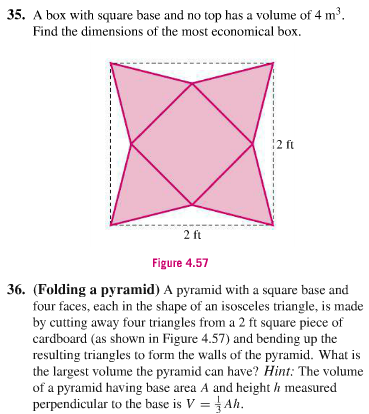 35. A box with square base and no top has a volume of 4 m³.
Find the dimensions of the most economical box.
2 ft
2 ft
Figure 4.57
36. (Folding a pyramid) A pyramid with a square base and
four faces, each in the shape of an isosceles triangle, is made
by cutting away four triangles from a 2 ft square piece of
cardboard (as shown in Figure 4.57) and bending up the
resulting triangles to form the walls of the pyramid. What is
the largest volume the pyramid can have? Hint: The volume
of a pyramid having base area A and height h measured
perpendicular to the base is V = ⅓Ah.